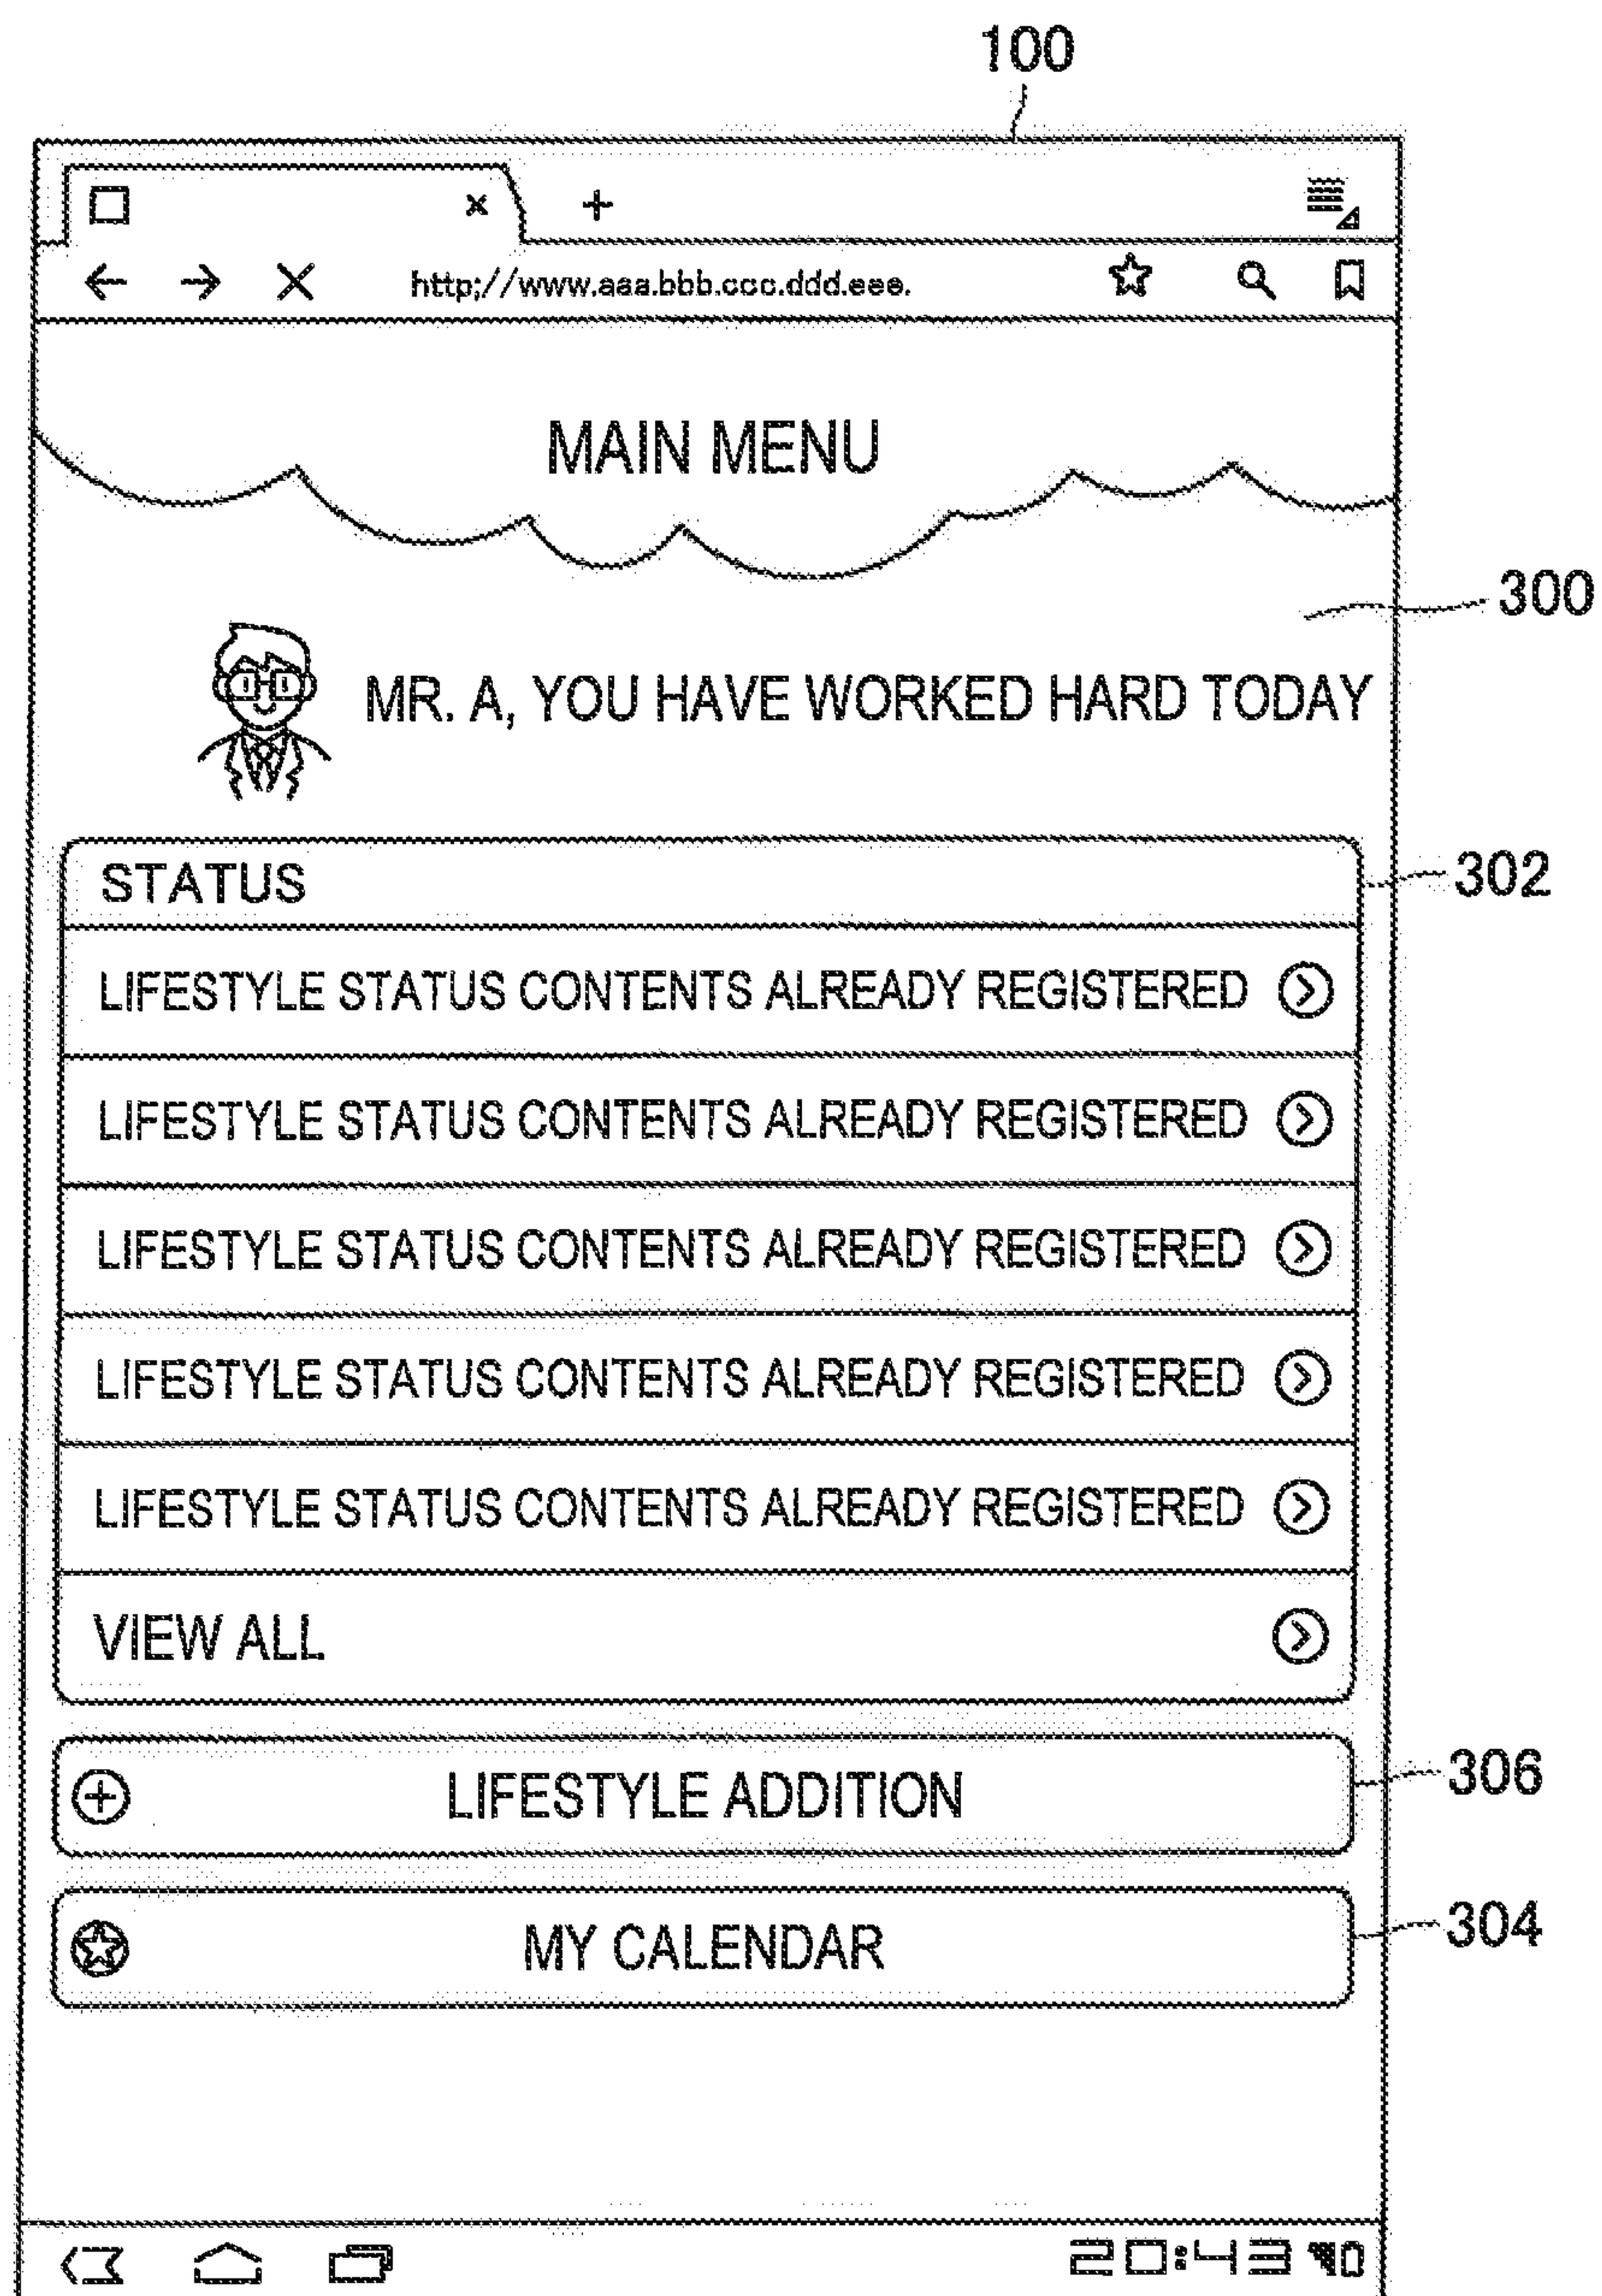 100
http;//www.aaa.bbb.ccc.ddd.eee.
MAIN MENU
300
MR. A, YOU HAVE WORKED HARD TODAY
STATUS
302
LIFESTYLE STATUS CONTENTS ALREADY REGISTERED
LIFESTYLE STATUS CONTENTS ALREADY REGISTERED
LIFESTYLE STATUS CONTENTS ALREADY REGISTERED
LIFESTYLE STATUS CONTENTS ALREADY REGISTERED
LIFESTYLE STATUS CONTENTS ALREADY REGISTERED
VIEW ALL
LIFESTYLE ADDITION
306
MY CALENDAR
304
20:43